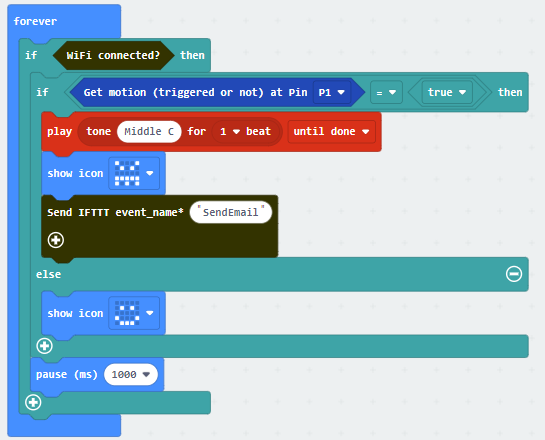 forever
if WiFi connected? then
if Get motion (triggered or not) at Pin P1 = true then
play tone Middle C for 1 beat until done
show icon
Send IFTTT event_name* "SendEmail"
else
show icon
pause (ms) 1000